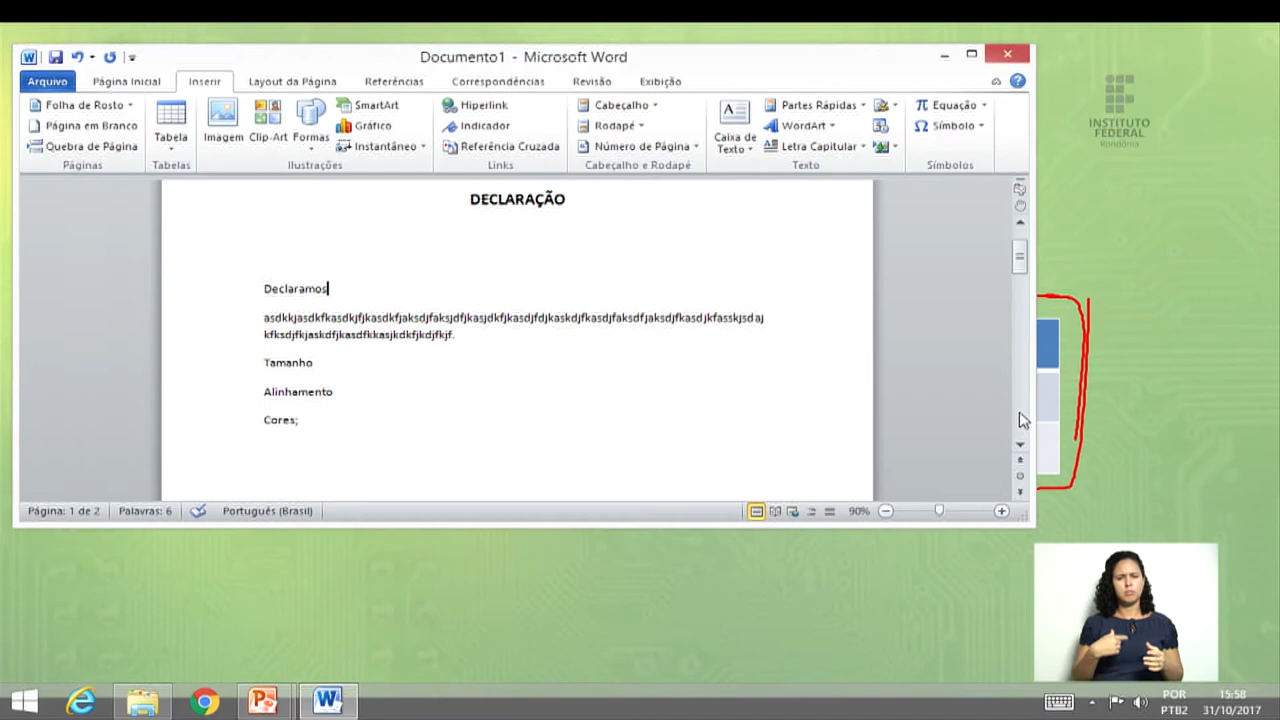 Documento1 - Microsoft Word
Arquivo Página Inicial Inserir Layout da Página Referências Correspondências Revisão Exibição
Folha de Rosto
Página em Branco
Quebra de Página
Páginas
Tabela
Tabelas
Imagem Clip-Art Formas
SmartArt
Gráfico
Instantâneo
Ilustrações
Hiperlink
Indicador
Referência Cruzada
Links
Cabeçalho
Rodapé
Número de Página
Cabeçalho e Rodapé
Caixa de
Texto
Partes Rápidas
WordArt
Letra Capitular
Texto
Equação
Símbolo
Símbolos
INSTITUTO
FEDERAL
Rondônia
DECLARAÇÃO
Declaramos
Tamanho
Alinhamento
Cores;
Página: 1 de 2 Palavras: 6 Português (Brasil) 90%
POR
PTB2
15:58
31/10/2017